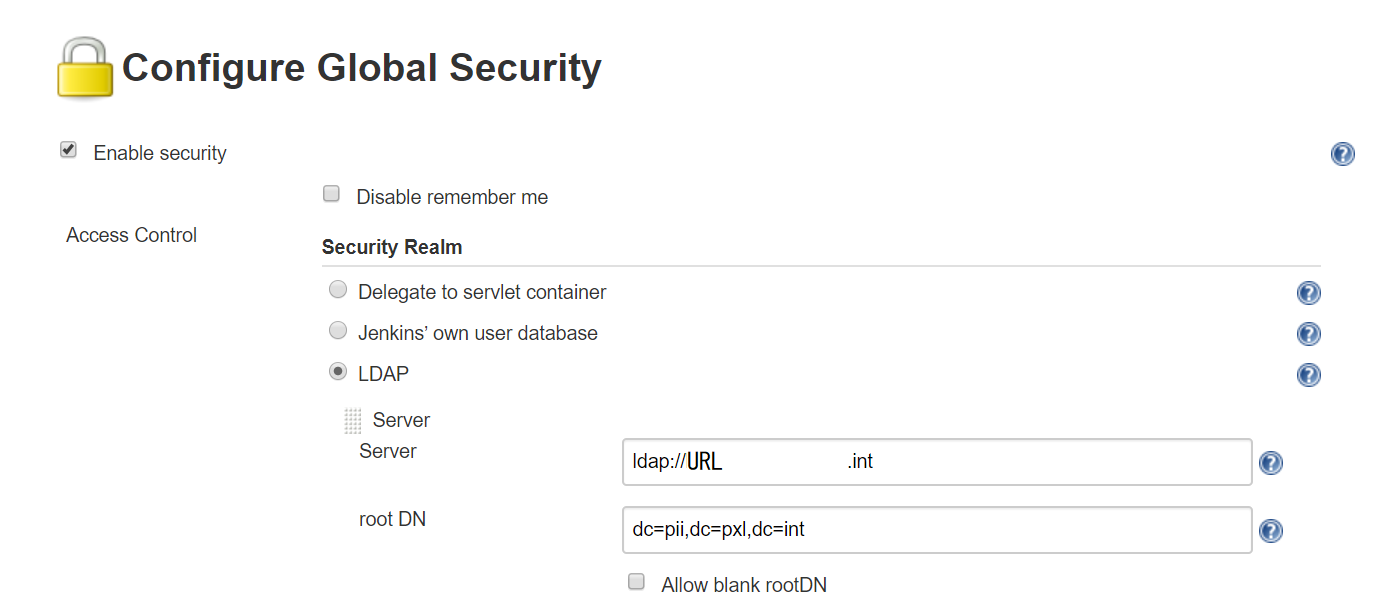 Configure Global Security
Enable security
Disable remember me
Access Control
Security Realm
Delegate to servlet container
Jenkins’ own user database
LDAP
Server
Server
ldap://URL .int
root DN
dc=pii,dc=pxl,dc=int
Allow blank rootDN